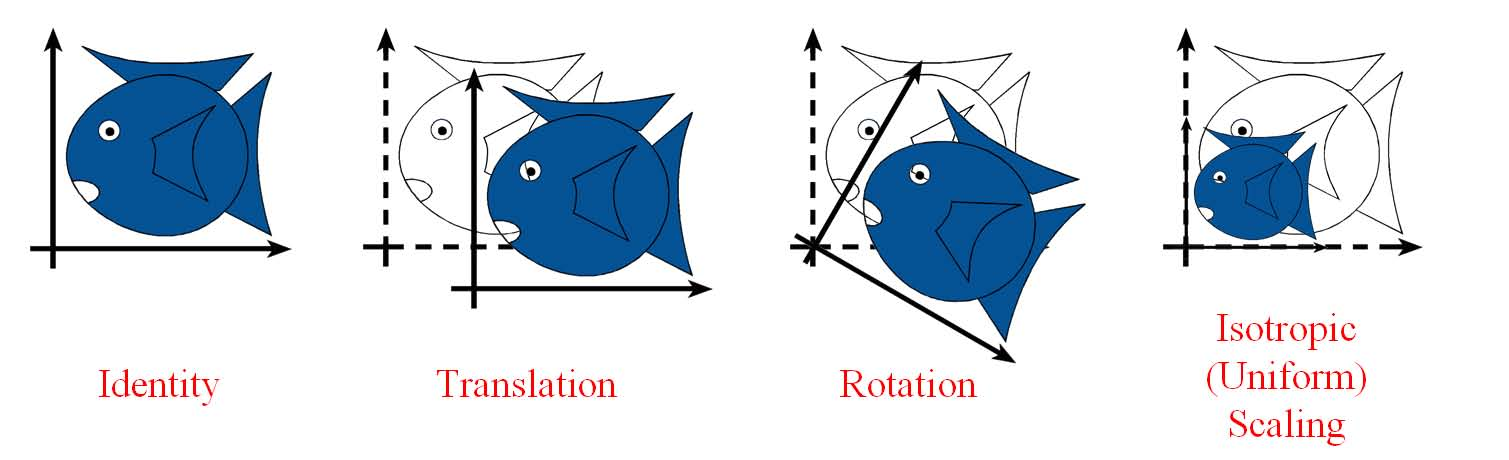 Identity
Translation
Rotation
Isotropic
(Uniform)
Scaling